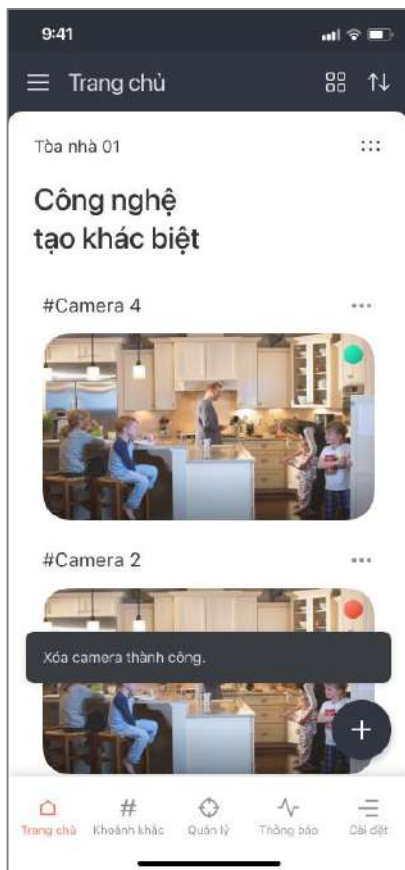 9:41
Trang chủ
Tòa nhà 01
Công nghệ
tạo khác biệt
#Camera 4
#Camera 2
Xóa camera thành công.
Trang chủ
Khoảnh khắc
Quản lý
Thông báo
Cài đặt